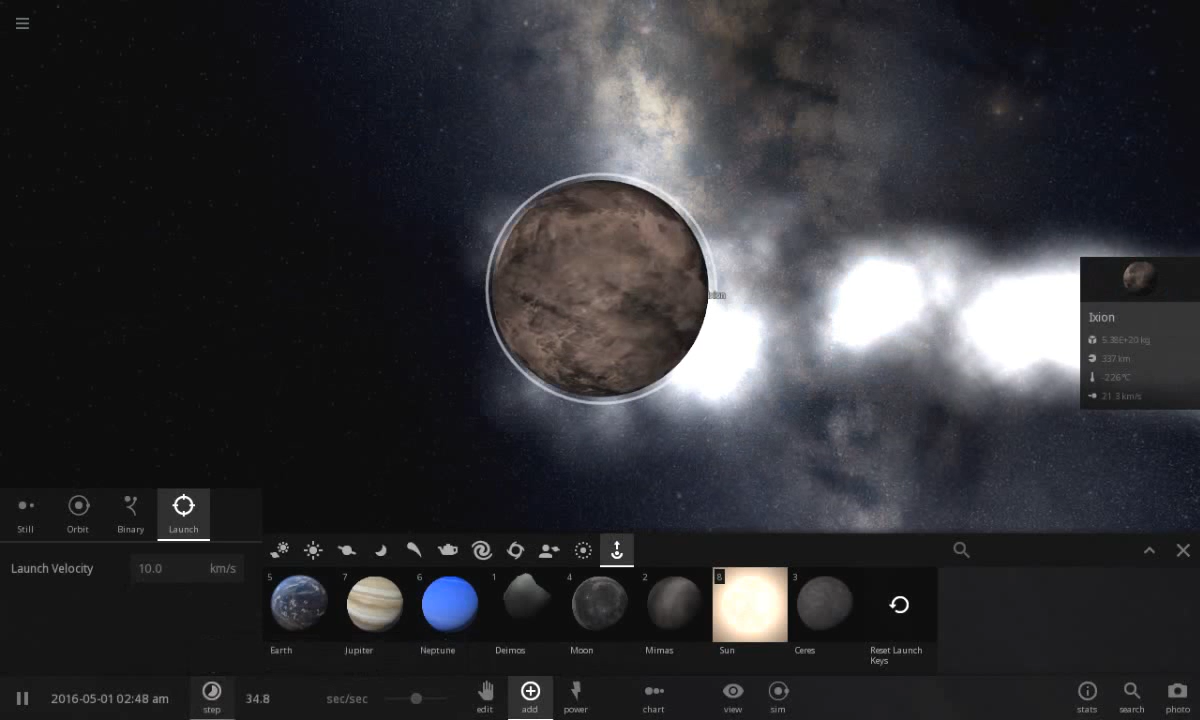 Ixion
Ixion
5.38E+20 kg
337 km
-226 °C
21.3 km/s
Still
Orbit
Binary
Launch
Launch Velocity
10.0
km/s
5
7
6
1
4
2
8
3
Earth
Jupiter
Neptune
Deimos
Moon
Mimas
Sun
Ceres
Reset Launch
Keys
2016-05-01 02:48 am
step
34.8
sec/sec
edit
add
power
chart
view
sim
stats
search
photo